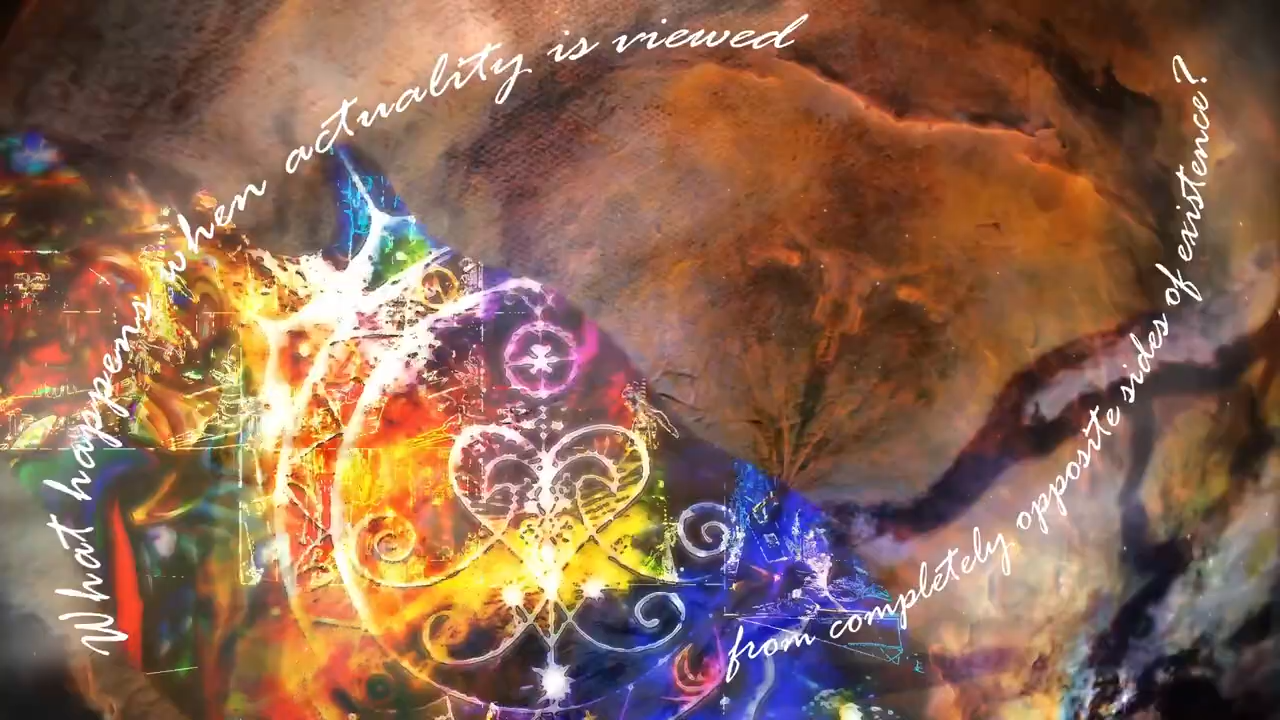 What happens when actuality is viewed
from completely opposite sides of existence?